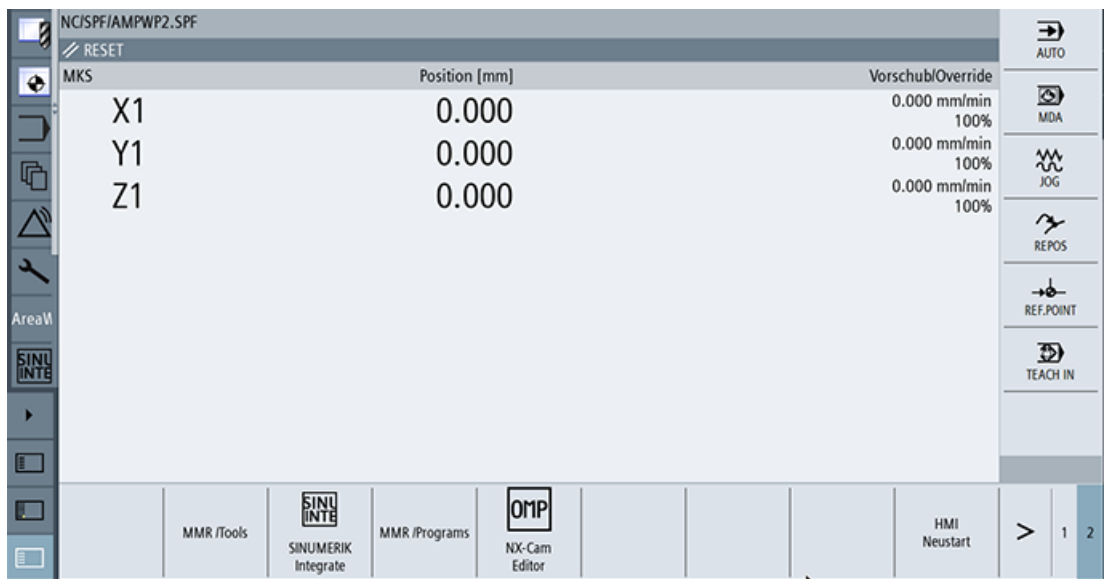 NC/SPF/AMPWP2.SPF
RESET
MKS Position [mm] Vorschub/Override
X1 0.000 0.000 mm/min
100%
Y1 0.000 0.000 mm/min
100%
Z1 0.000 0.000 mm/min
100%
AUTO
MDA
JOG
REPOS
REF.POINT
TEACH IN
AreaW
SINU
INTE
MMR /Tools
SINU
INTE
SINUMERIK
Integrate
MMR /Programs
OMP
NX-Cam
Editor
HMI
Neustart
> 1 2